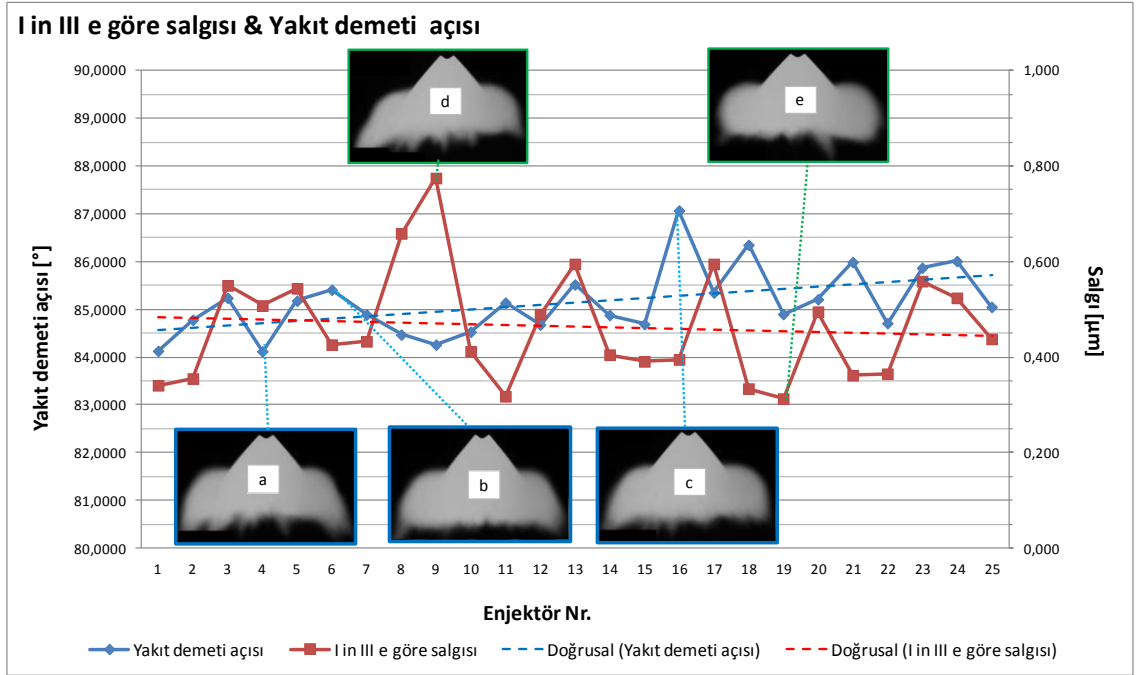 I in III e göre salgısı & Yakıt demeti açısı
90,0000
89,0000
88,0000
87,0000
86,0000
85,0000
84,0000
83,0000
82,0000
81,0000
80,0000
Yakıt demeti açısı [°]
1,000
0,800
0,600
0,400
0,200
0,000
Salgı [µm]
d
e
a
b
c
1 2 3 4 5 6 7 8 9 10 11 12 13 14 15 16 17 18 19 20 21 22 23 24 25
Enjektör Nr.
Yakıt demeti açısı I in III e göre salgısı Doğrusal (Yakıt demeti açısı) Doğrusal (I in III e göre salgısı)